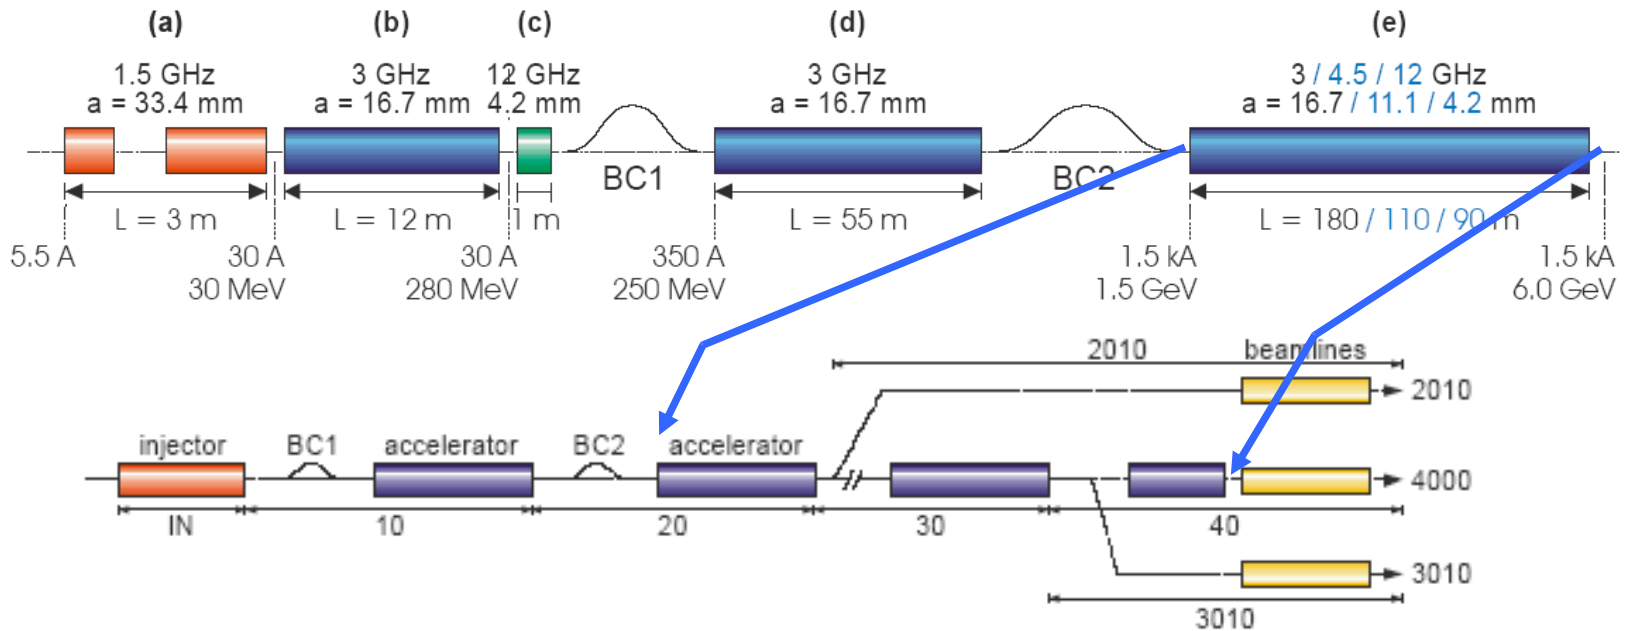 (a) (b) (c) (d) (e)
1.5 GHz 3 GHz 12 GHz 3 GHz 3 / 4.5 / 12 GHz
a = 33.4 mm a = 16.7 mm 4.2 mm a = 16.7 mm a = 16.7 / 11.1 / 4.2 mm
BC1 BC2
L = 3 m L = 12 m 1 m L = 55 m L = 180 / 110 / 90 m
5.5 A 30 A 30 A 350 A 1.5 kA 1.5 kA
30 MeV 280 MeV 250 MeV 1.5 GeV 6.0 GeV
2010 beamlines
2010
injector BC1 accelerator BC2 accelerator
4000
IN 10 20 30 40
3010
3010